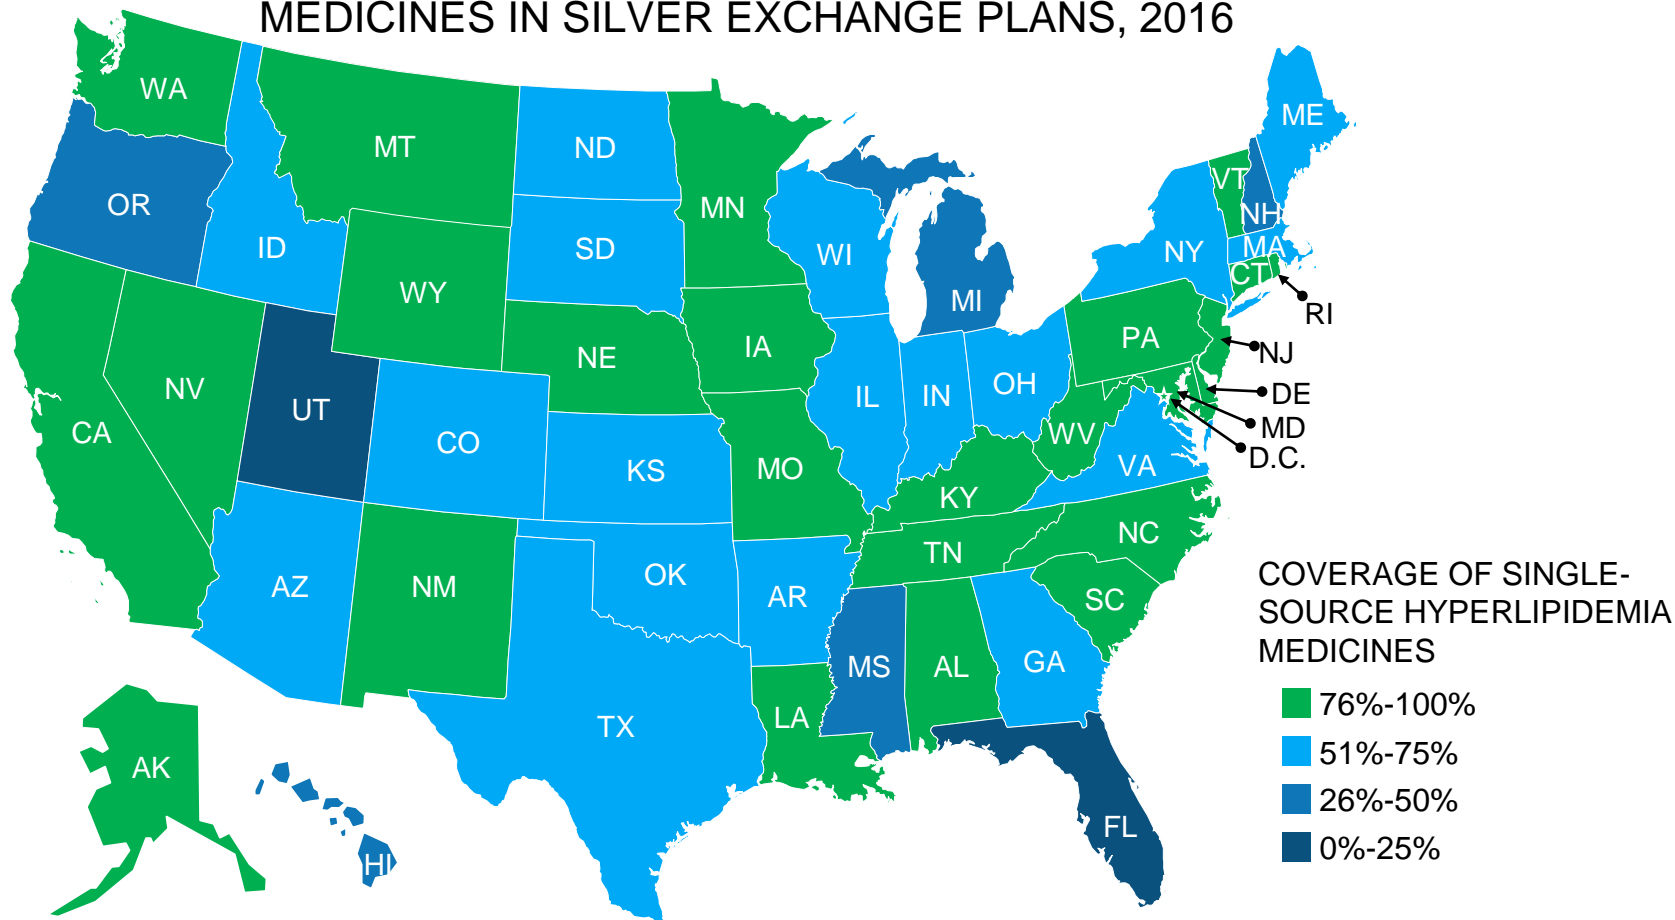 MEDICINES IN SILVER EXCHANGE PLANS, 2016
WA
MT
ND
MN
ME
OR
ID
SD
WI
MI
NY
VT
NH
MA
CT
RI
WY
NE
IA
PA
NJ
NV
UT
CO
KS
MO
IL
IN
OH
WV
VA
DE
MD
D.C.
CA
KY
TN
NC
AZ
NM
OK
AR
SC
MS
AL
GA
TX
LA
AK
HI
FL
COVERAGE OF SINGLE-
SOURCE HYPERLIPIDEMIA
MEDICINES
76%-100%
51%-75%
26%-50%
0%-25%